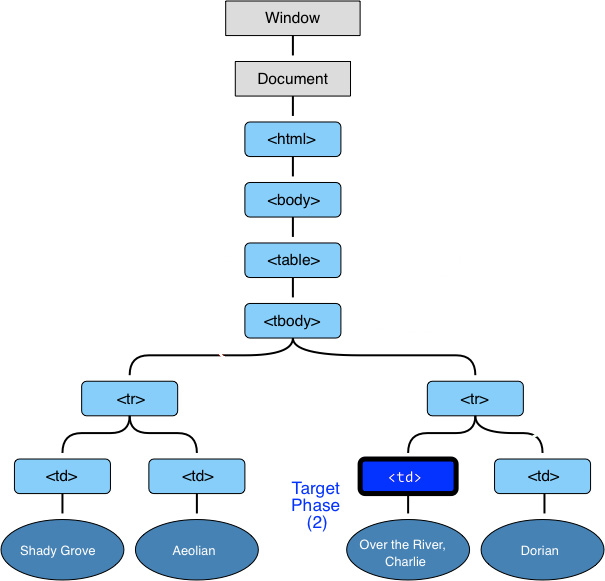 Window
Document
<html>
<body>
<table>
<tbody>
<tr>
<tr>
<td>
<td>
<td>
<td>
Target
Phase
(2)
Shady Grove
Aeolian
Over the River,
Charlie
Dorian